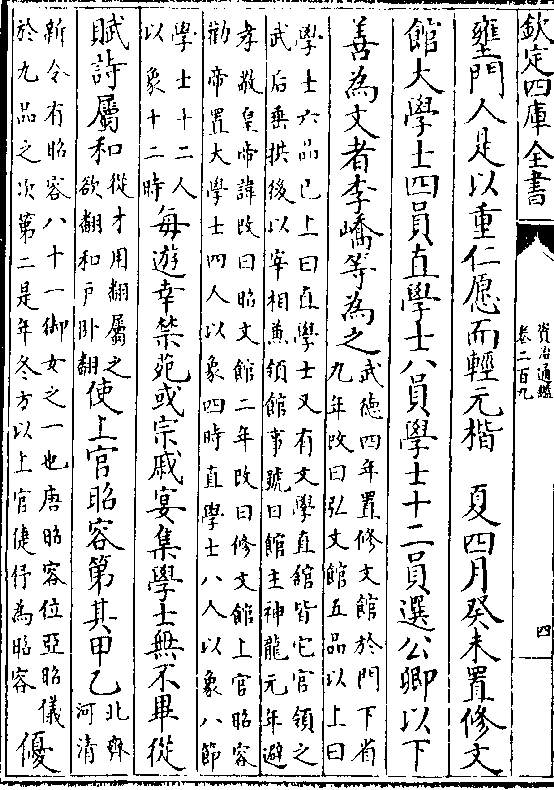 欽定四庫全書
資治通鑑
卷二百九
四
壅門人是以重仁愿而輕元楷　夏四月癸未置修文
館大學士四員直學士八員學士十二員選公卿以下
善為文者李嶠等為之
武德四年置修文館於門下省
九年改曰弘文館五品以上曰
學士六品已上曰直學士又有文學直館皆它官領之
武后垂拱後以宰相兼領館事號曰館主神龍元年避
孝敬皇帝諱改曰昭文館二年改曰修文館上官昭容
勸帝置大學士四人以象四時直學士八人以象八節
學士十二人
以象十二時
每遊幸禁苑或宗戚宴集學士無不畢從
賦詩屬和
從才用翻屬之
欲翻和戶卧翻
使上官昭容第其甲乙
北齊
河清
新令有昭容八十一御女之一也唐昭容位亞昭儀
於九品之次第二是年冬方以上官倢伃為昭容
優